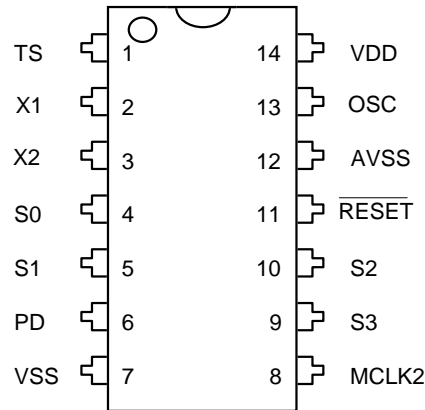 TS 1 14 VDD
X1 2 13 OSC
X2 3 12 AVSS
S0 4 11 RESET
S1 5 10 S2
PD 6 9 S3
VSS 7 8 MCLK2